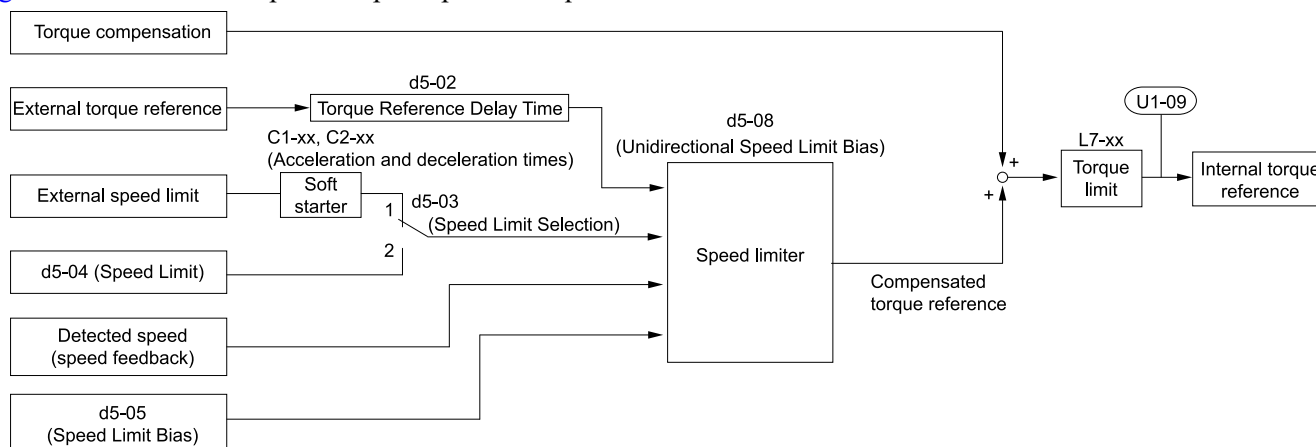 Torque compensation
External torque reference
d5-02
Torque Reference Delay Time
C1-xx, C2-xx
(Acceleration and deceleration times)
External speed limit
Soft
starter
1
d5-03
(Speed Limit Selection)
2
d5-04 (Speed Limit)
Detected speed
(speed feedback)
d5-05
(Speed Limit Bias)
d5-08
(Unidirectional Speed Limit Bias)
Speed limiter
Compensated
torque reference
+
+
L7-xx
Torque
limit
U1-09
Internal torque
reference